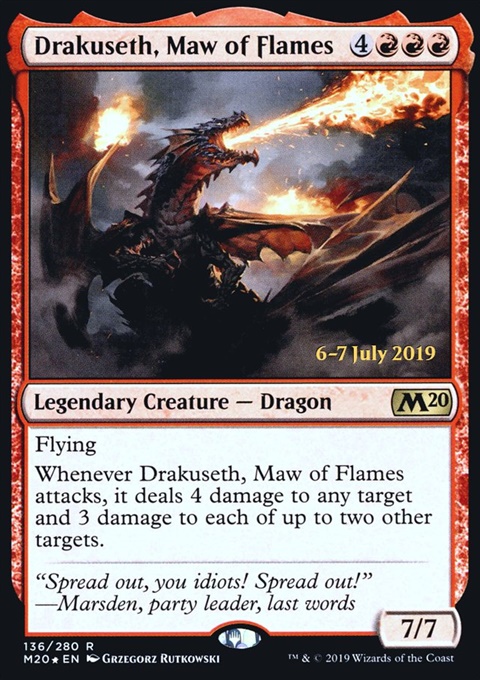 Drakuseth, Maw of Flames 4
6–7 July 2019
Legendary Creature — Dragon M20
Flying
Whenever Drakuseth, Maw of Flames
attacks, it deals 4 damage to any target
and 3 damage to each of up to two other
targets.
“Spread out, you idiots! Spread out!”
—Marsden, party leader, last words
7/7
136/280 R
M20★EN Grzegorz Rutkowski ™ & © 2019 Wizards of the Coast